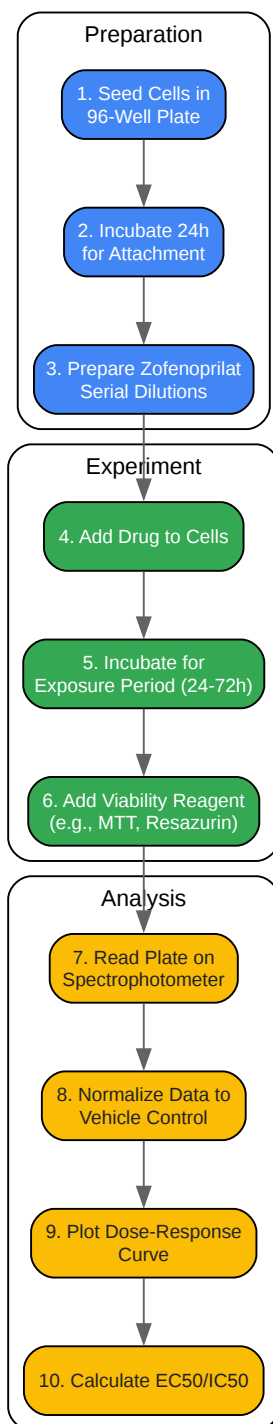 Preparation
1. Seed Cells in
96-Well Plate
2. Incubate 24h
for Attachment
3. Prepare Zofenoprilat
Serial Dilutions
Experiment
4. Add Drug to Cells
5. Incubate for
Exposure Period (24-72h)
6. Add Viability Reagent
(e.g., MTT, Resazurin)
Analysis
7. Read Plate on
Spectrophotometer
8. Normalize Data to
Vehicle Control
9. Plot Dose-Response
Curve
10. Calculate EC50/IC50